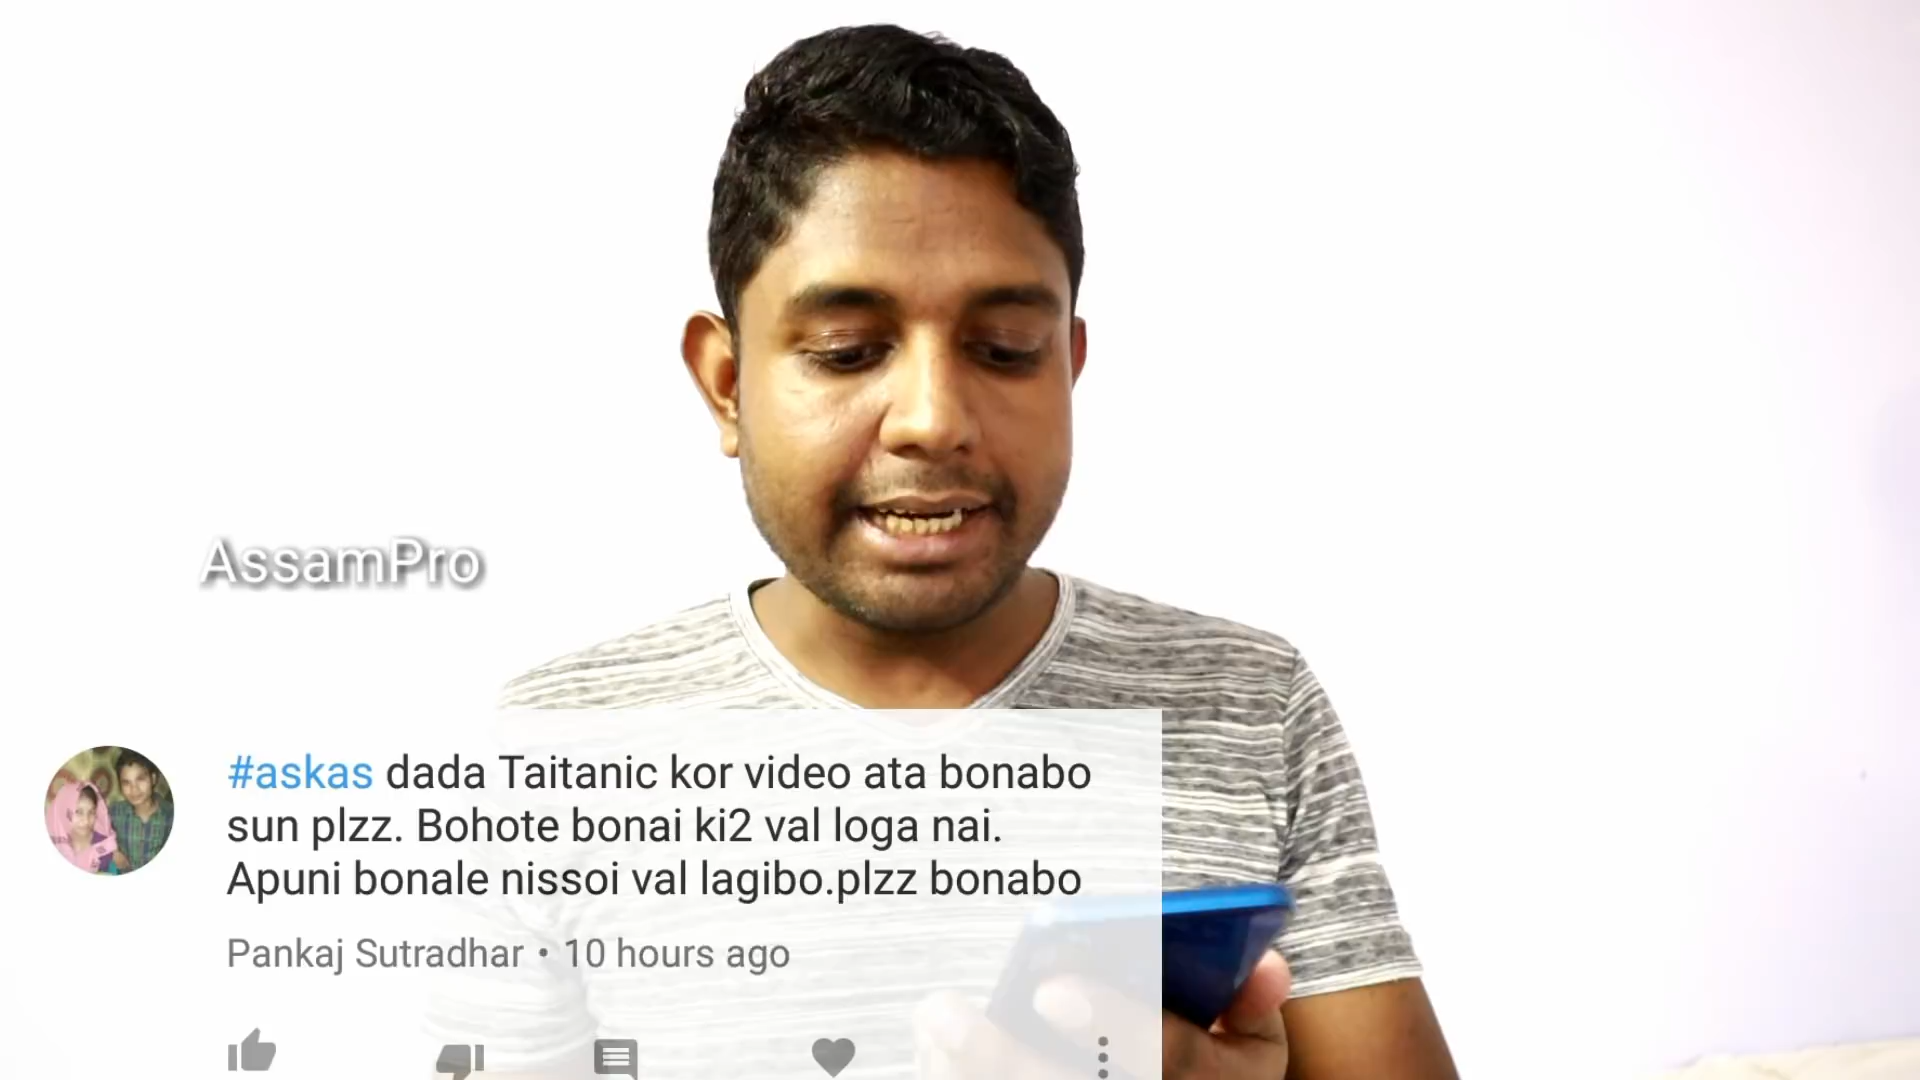 AssamPro
#askas dada Taitanic kor video ata bonabo
sun plzz. Bohote bonai ki2 val loga nai.
Apuni bonale nissoi val lagibo.plzz bonabo
Pankaj Sutradhar • 10 hours ago